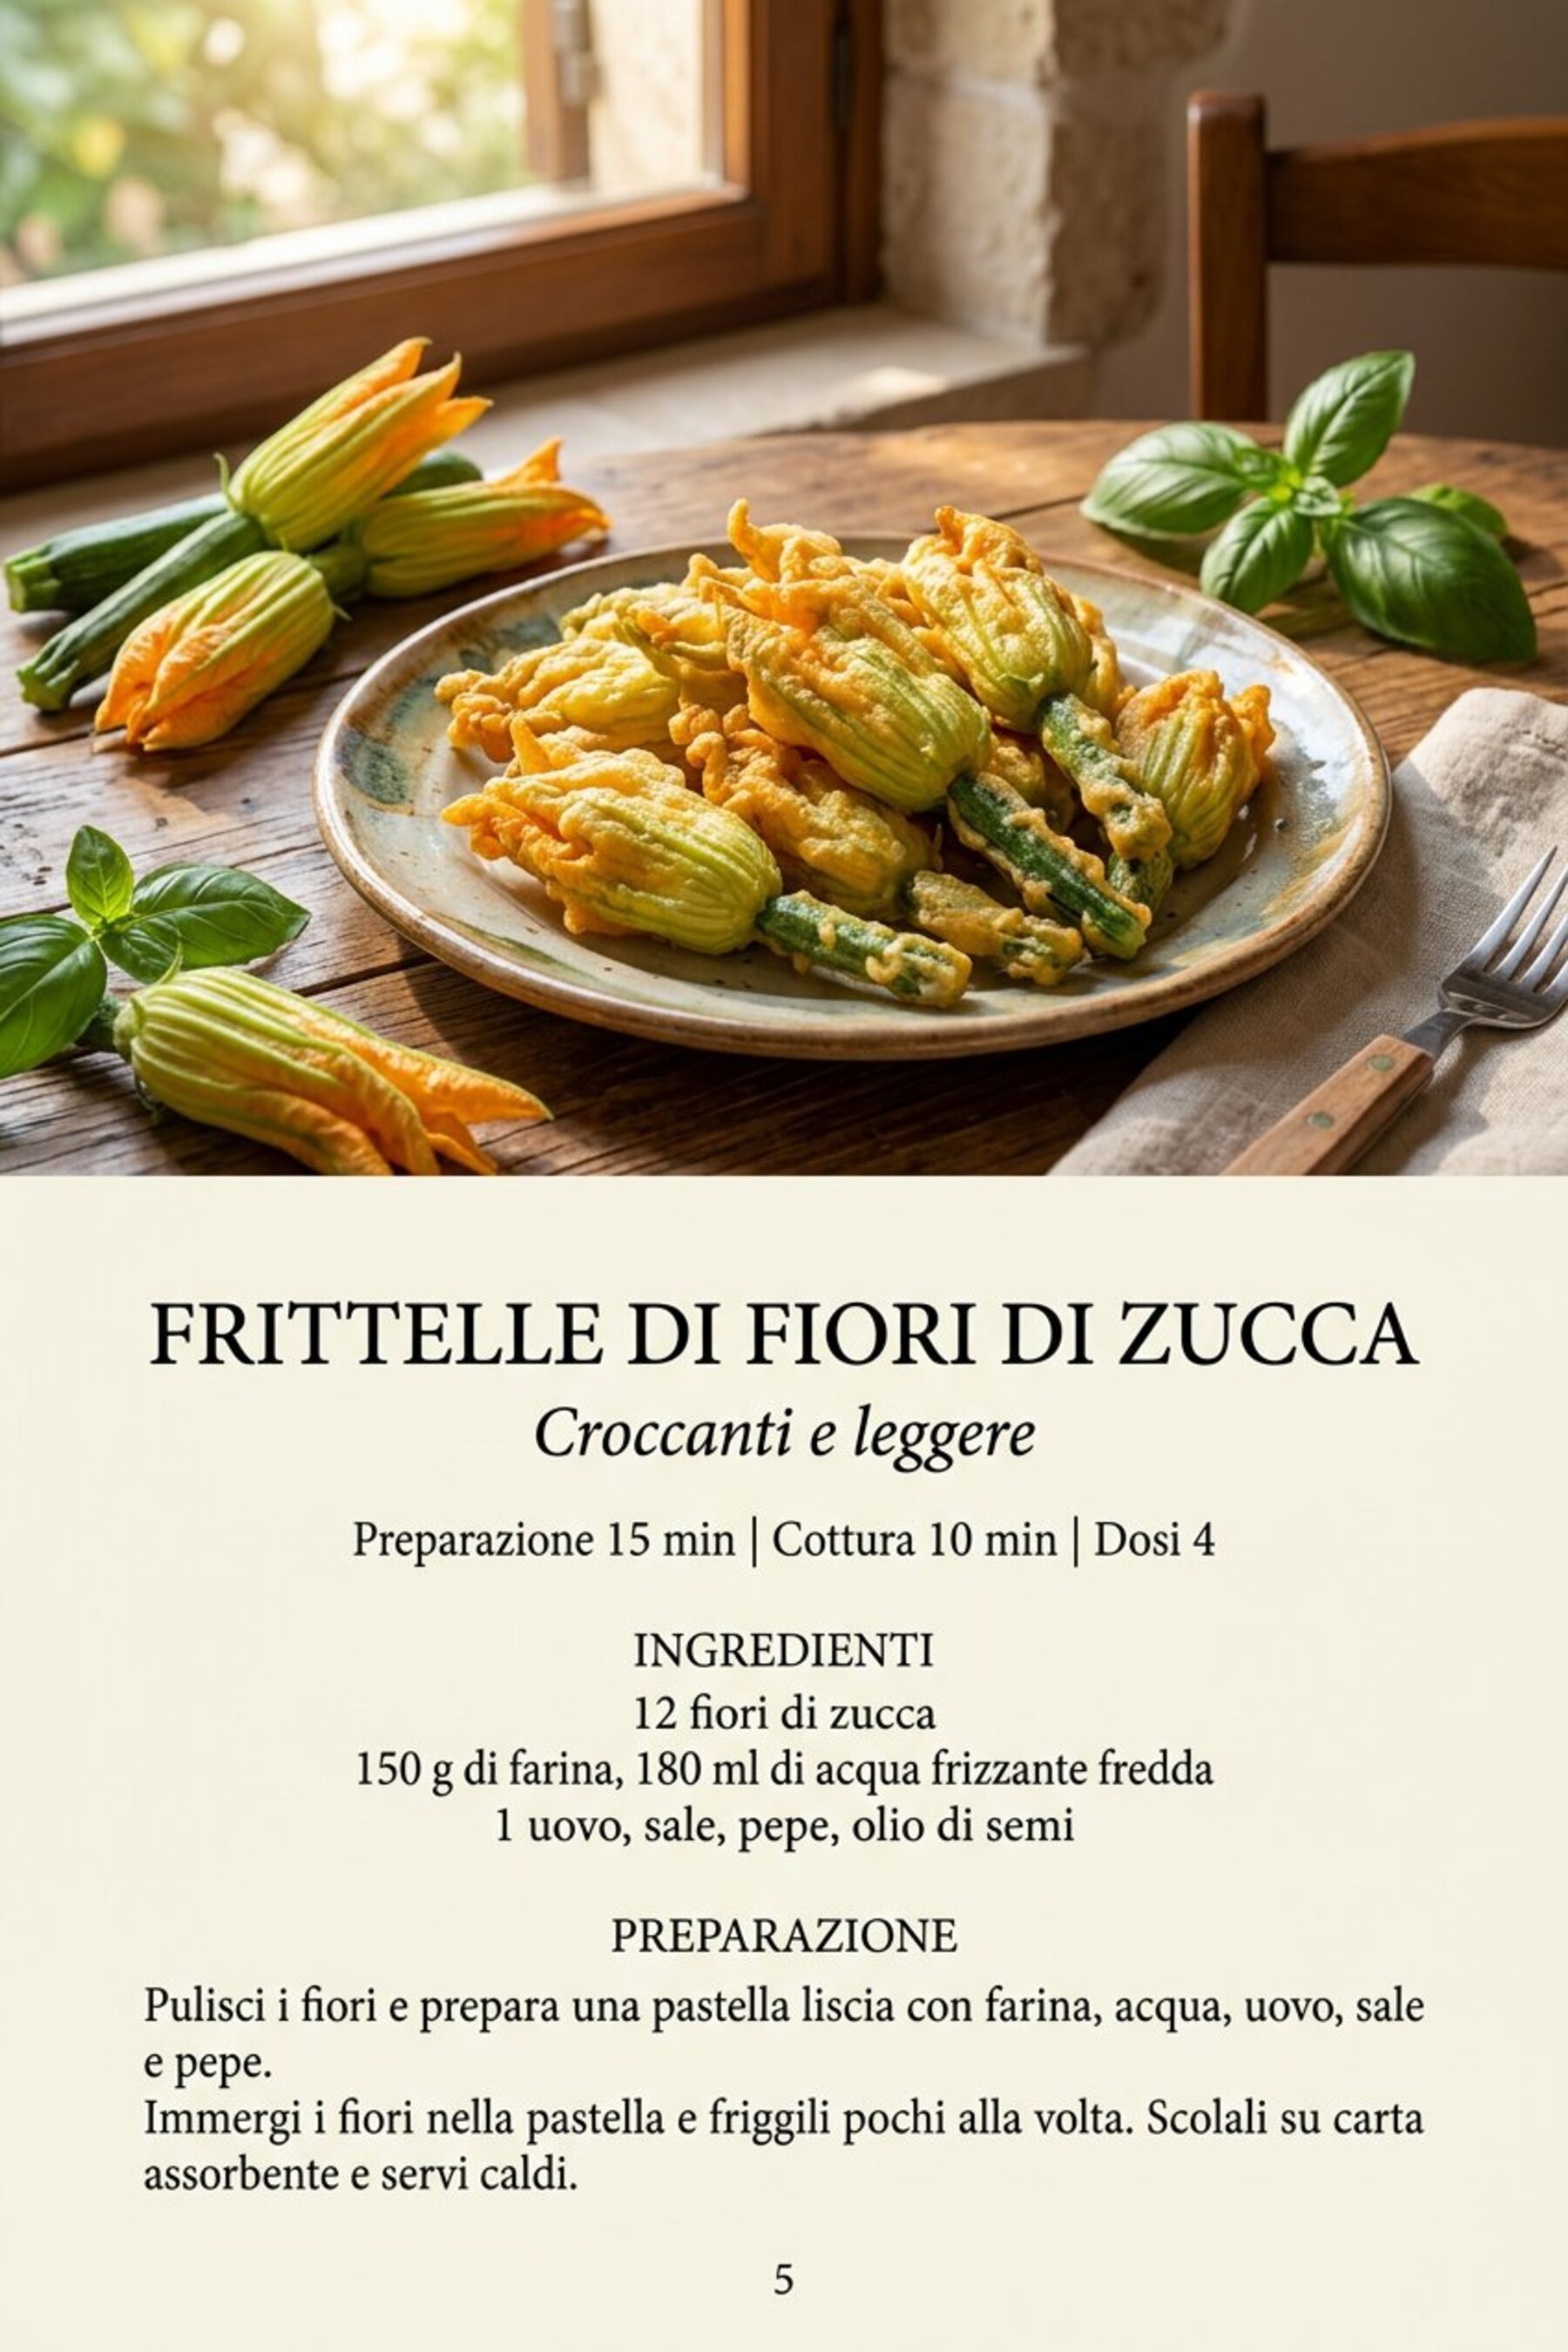 FRITTELLE DI FIORI DI ZUCCA
Croccanti e leggere
Preparazione 15 min | Cottura 10 min | Dosi 4
INGREDIENTI
12 fiori di zucca
150 g di farina, 180 ml di acqua frizzante fredda
1 uovo, sale, pepe, olio di semi
PREPARAZIONE
Pulisci i fiori e prepara una pastella liscia con farina, acqua, uovo, sale
e pepe.
Immergi i fiori nella pastella e friggili pochi alla volta. Scolali su carta
assorbente e servi caldi.
5